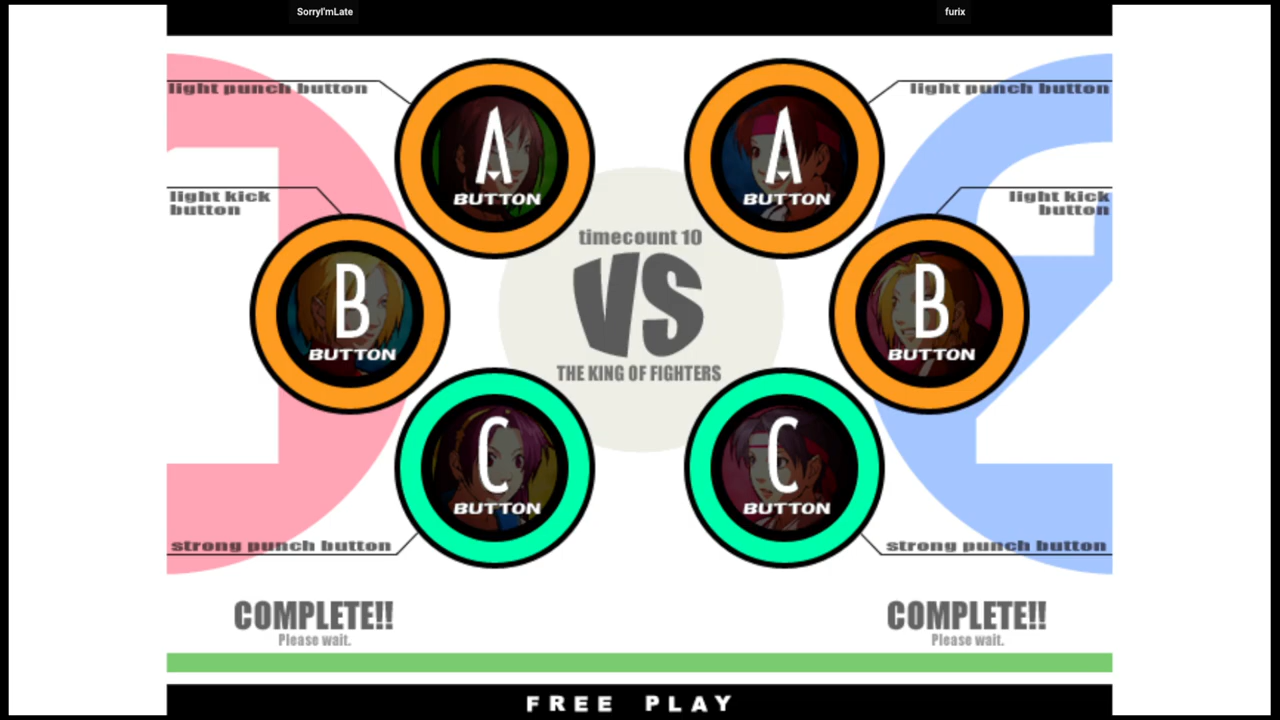 SorryI'mLate
furix
light punch button
A
BUTTON
A
BUTTON
light punch button
light kick
button
B
BUTTON
timecount 10
VS
THE KING OF FIGHTERS
light kick
button
B
BUTTON
C
BUTTON
C
BUTTON
strong punch button
strong punch button
COMPLETE!!
Please wait.
COMPLETE!!
Please wait.
FREE PLAY